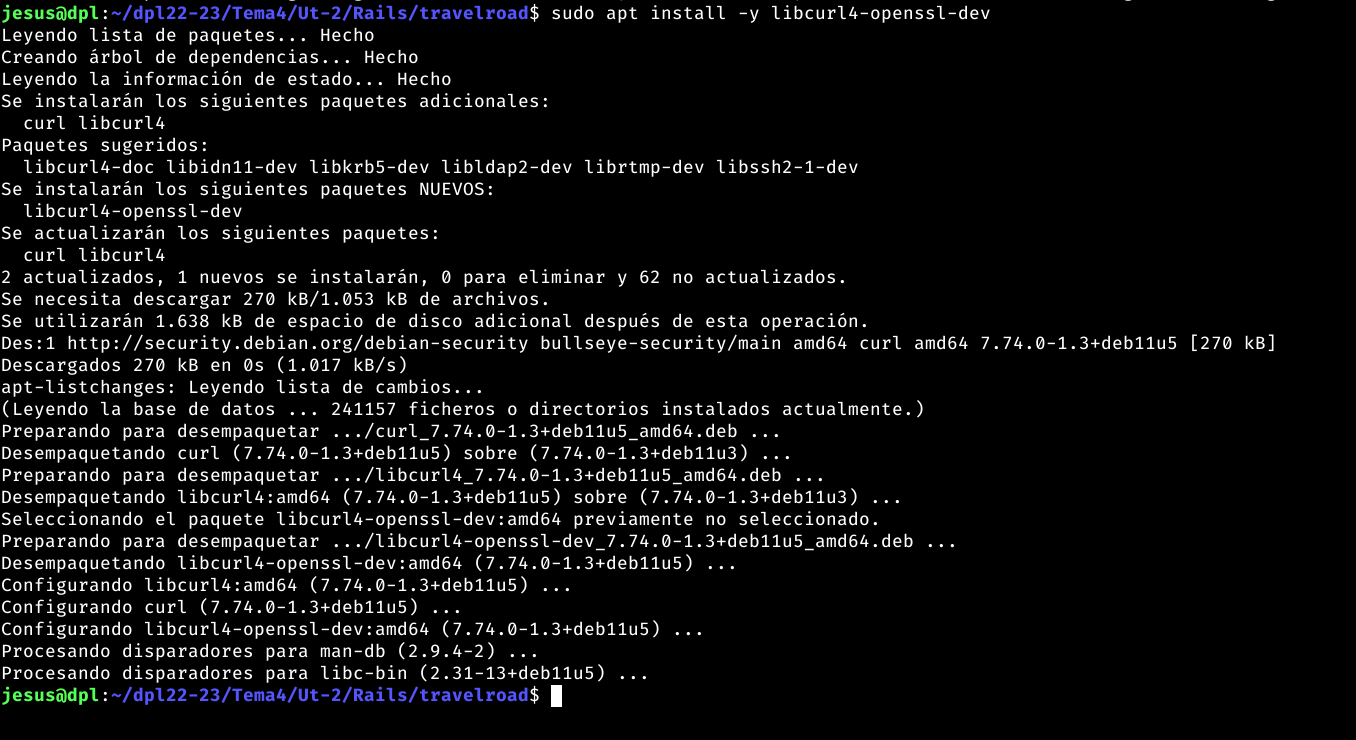 jesus@dpl:~/dpl22-23/Tema4/Ut-2/Rails/travelroad$ sudo apt install -y libcurl4-openssl-dev
Leyendo lista de paquetes... Hecho
Creando árbol de dependencias... Hecho
Leyendo la información de estado... Hecho
Se instalarán los siguientes paquetes adicionales:
  curl libcurl4
Paquetes sugeridos:
  libcurl4-doc libidn11-dev libkrb5-dev libldap2-dev librtmp-dev libssh2-1-dev
Se instalarán los siguientes paquetes NUEVOS:
  libcurl4-openssl-dev
Se actualizarán los siguientes paquetes:
  curl libcurl4
2 actualizados, 1 nuevos se instalarán, 0 para eliminar y 62 no actualizados.
Se necesita descargar 270 kB/1.053 kB de archivos.
Se utilizarán 1.638 kB de espacio de disco adicional después de esta operación.
Des:1 http://security.debian.org/debian-security bullseye-security/main amd64 curl amd64 7.74.0-1.3+deb11u5 [270 kB]
Descargados 270 kB en 0s (1.017 kB/s)
apt-listchanges: Leyendo lista de cambios...
(Leyendo la base de datos ... 241157 ficheros o directorios instalados actualmente.)
Preparando para desempaquetar .../curl_7.74.0-1.3+deb11u5_amd64.deb ...
Desempaquetando curl (7.74.0-1.3+deb11u5) sobre (7.74.0-1.3+deb11u3) ...
Preparando para desempaquetar .../libcurl4_7.74.0-1.3+deb11u5_amd64.deb ...
Desempaquetando libcurl4:amd64 (7.74.0-1.3+deb11u5) sobre (7.74.0-1.3+deb11u3) ...
Seleccionando el paquete libcurl4-openssl-dev:amd64 previamente no seleccionado.
Preparando para desempaquetar .../libcurl4-openssl-dev_7.74.0-1.3+deb11u5_amd64.deb ...
Desempaquetando libcurl4-openssl-dev:amd64 (7.74.0-1.3+deb11u5) ...
Configurando libcurl4:amd64 (7.74.0-1.3+deb11u5) ...
Configurando curl (7.74.0-1.3+deb11u5) ...
Configurando libcurl4-openssl-dev:amd64 (7.74.0-1.3+deb11u5) ...
Procesando disparadores para man-db (2.9.4-2) ...
Procesando disparadores para libc-bin (2.31-13+deb11u5) ...
jesus@dpl:~/dpl22-23/Tema4/Ut-2/Rails/travelroad$